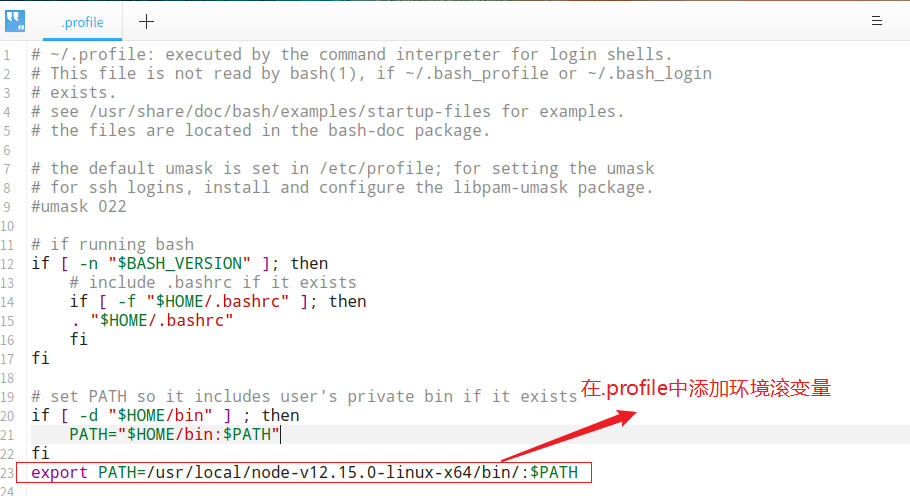 .profile
1 # ~/.profile: executed by the command interpreter for login shells.
2 # This file is not read by bash(1), if ~/.bash_profile or ~/.bash_login
3 # exists.
4 # see /usr/share/doc/bash/examples/startup-files for examples.
5 # the files are located in the bash-doc package.
6
7 # the default umask is set in /etc/profile; for setting the umask
8 # for ssh logins, install and configure the libpam-umask package.
9 #umask 022
10
11 # if running bash
12 if [ -n "$BASH_VERSION" ]; then
13     # include .bashrc if it exists
14     if [ -f "$HOME/.bashrc" ]; then
15     . "$HOME/.bashrc"
16     fi
17 fi
18
19 # set PATH so it includes user's private bin if it exists 在.profile中添加环境滚变量
20 if [ -d "$HOME/bin" ] ; then
21     PATH="$HOME/bin:$PATH"
22 fi
23 export PATH=/usr/local/node-v12.15.0-linux-x64/bin/:$PATH
24